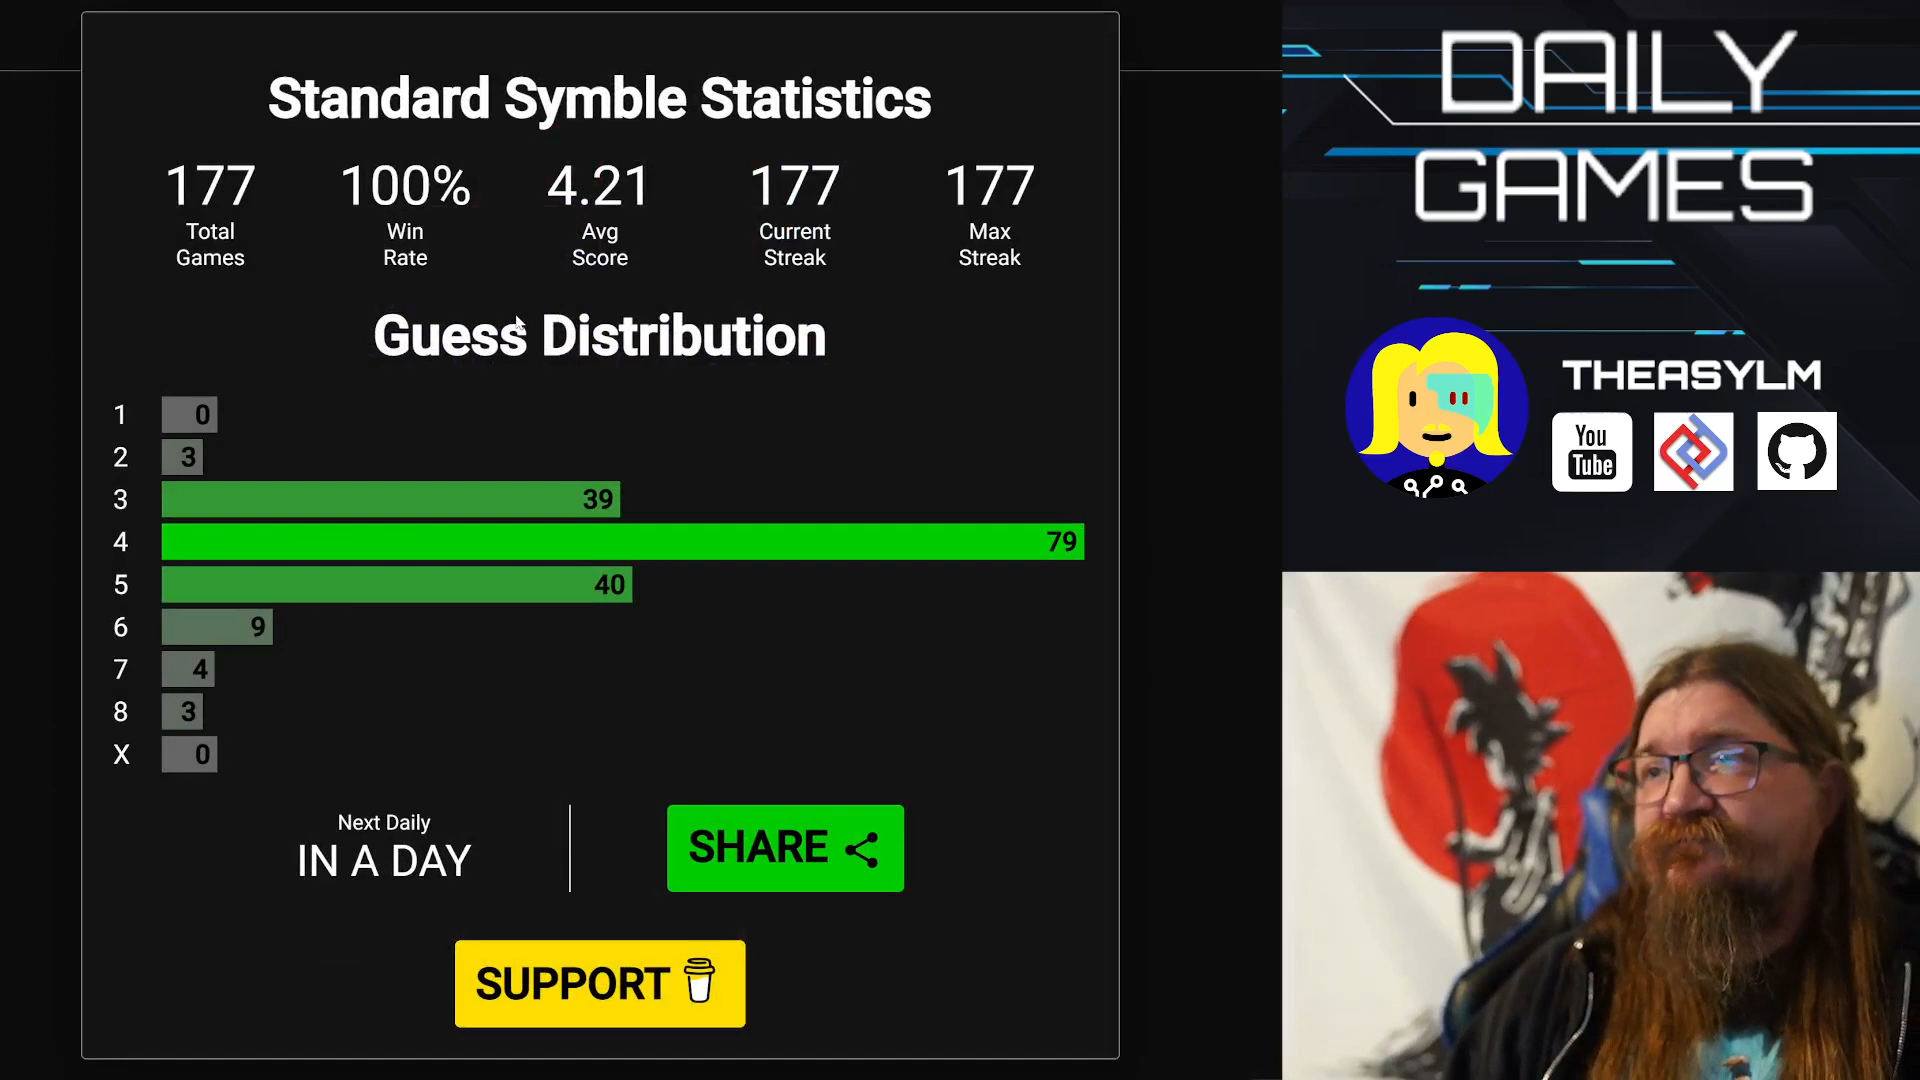 Standard Symble Statistics
177 100% 4.21 177 177
Total Games
Win Rate
Avg Score
Current Streak
Max Streak
Guess Distribution
1 0
2 3
3 39
4 79
5 40
6 9
7 4
8 3
X 0
Next Daily
IN A DAY
SHARE
SUPPORT
DAILY
GAMES
THEASYLM
You
Tube